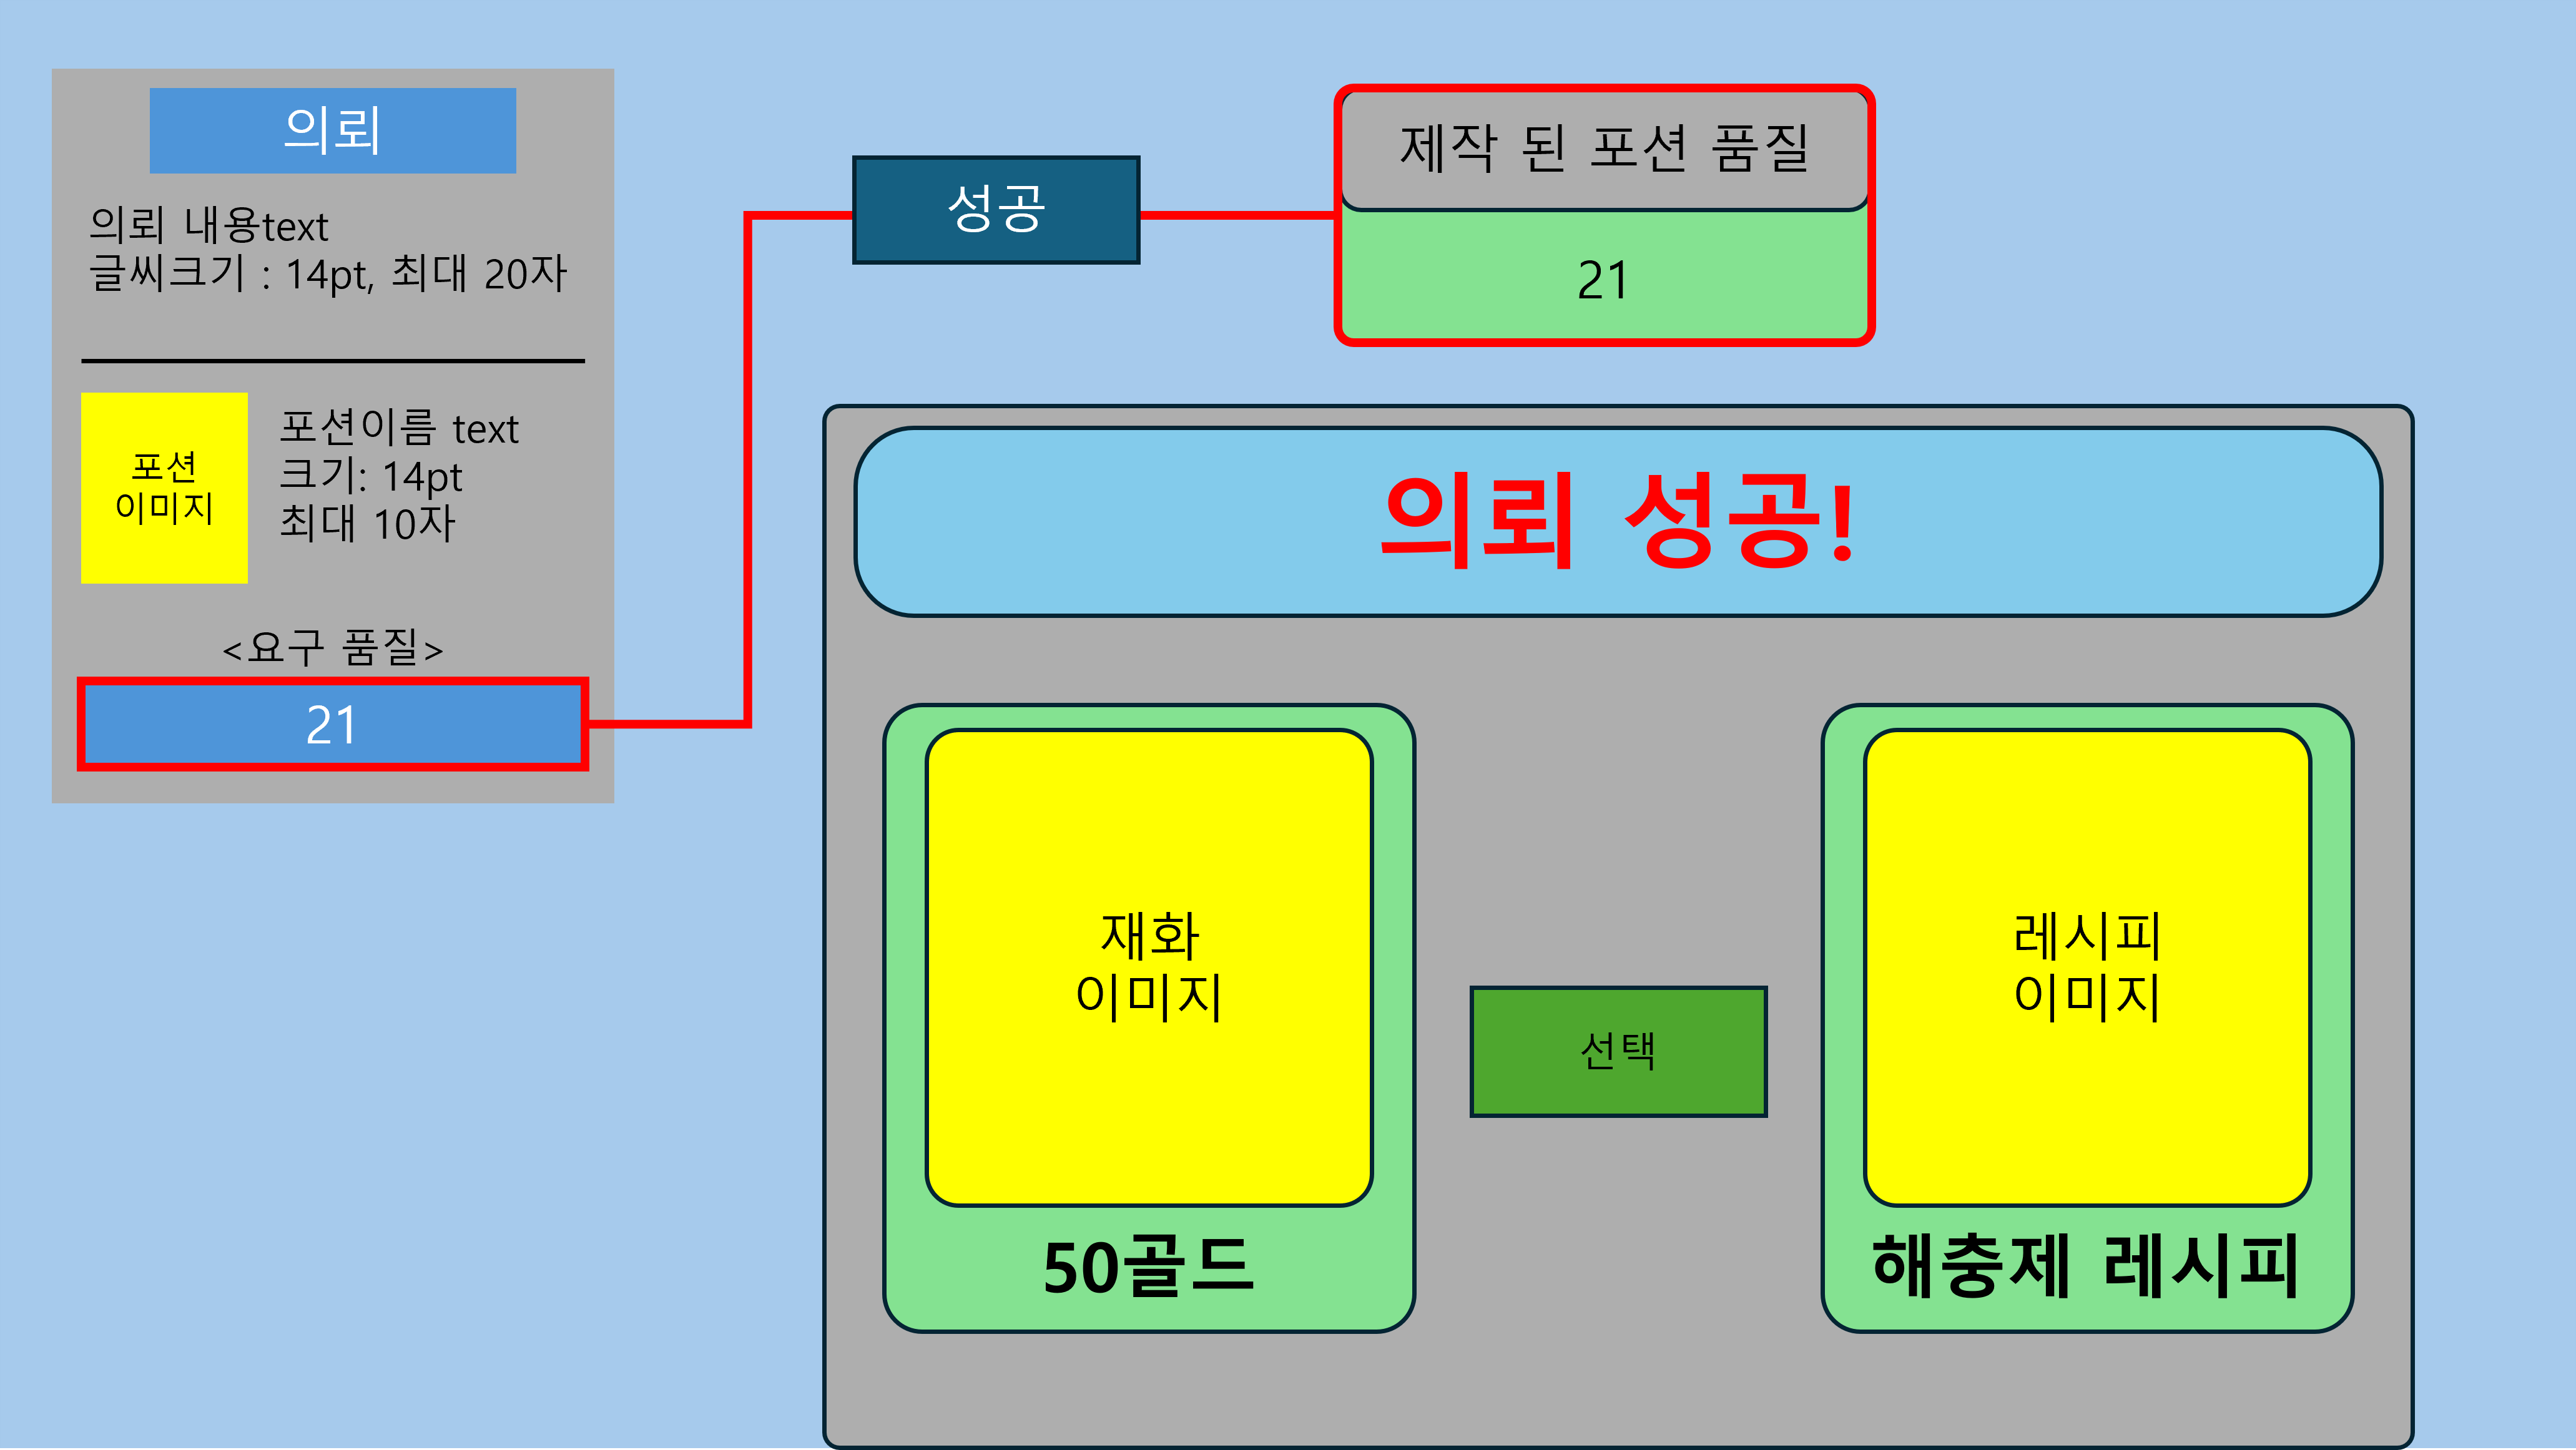 의뢰
의뢰 내용text
글씨크기 : 14pt, 최대 20자
포션
이미지
포션이름 text
크기: 14pt
최대 10자
<요구 품질>
21
성공
제작 된 포션 품질
21
의뢰 성공!
재화
이미지
50골드
선택
레시피
이미지
해충제 레시피